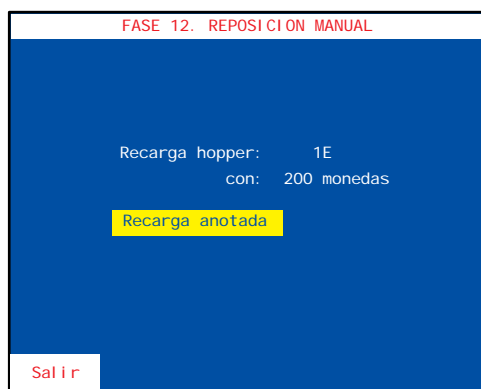 FASE 12. REPOSICION MANUAL
Recarga hopper: 1E
con: 200 monedas
Recarga anotada
Salir